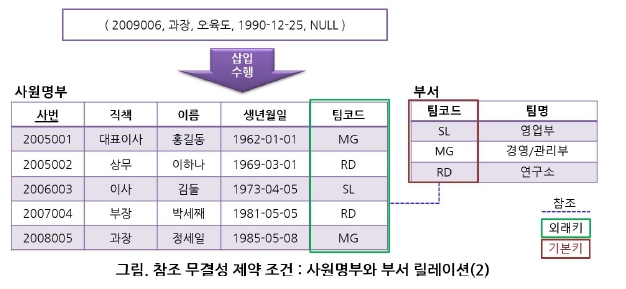 ( 2009006, 과장, 오육도, 1990-12-25, NULL )
삽입
수행
사원명부
부서
사번 직책 이름 생년월일 팀코드
2005001 대표이사 홍길동 1962-01-01 MG
2005002 상무 이하나 1969-03-01 RD
2006003 이사 김둘 1973-04-05 SL
2007004 부장 박세째 1981-05-05 RD
2008005 과장 정세일 1985-05-08 MG
팀코드 팀명
SL 영업부
MG 경영/관리부
RD 연구소
참조
외래키
기본키
그림. 참조 무결성 제약 조건 : 사원명부와 부서 릴레이션(2)